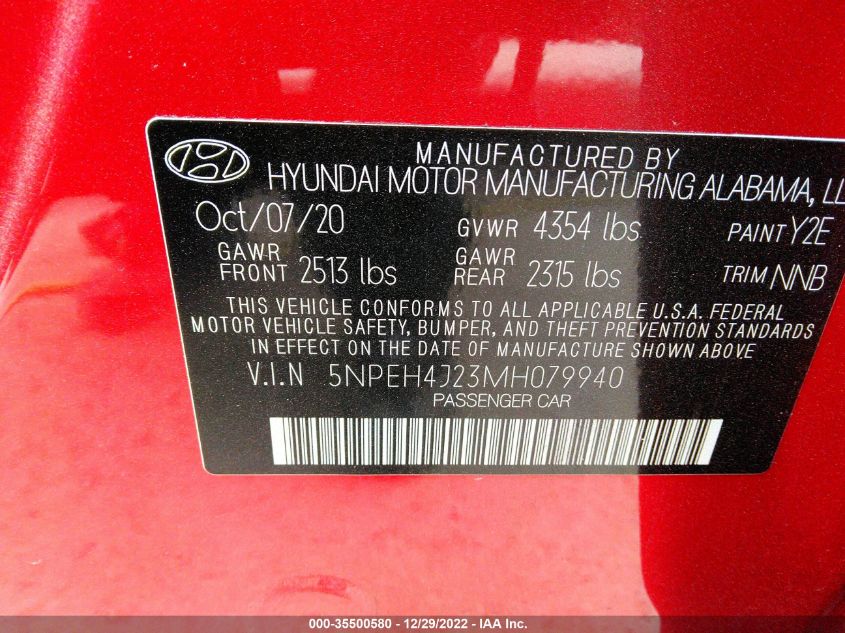 MANUFACTURED BY
HYUNDAI MOTOR MANUFACTURING ALABAMA, LL
Oct/07/20 GVWR 4354 lbs PAINT Y2E
GAWR FRONT 2513 lbs GAWR REAR 2315 lbs TRIM NNB
THIS VEHICLE CONFORMS TO ALL APPLICABLE U.S.A. FEDERAL
MOTOR VEHICLE SAFETY, BUMPER, AND THEFT PREVENTION STANDARDS
IN EFFECT ON THE DATE OF MANUFACTURE SHOWN ABOVE
V.I.N 5NPEH4J23MH079940
PASSENGER CAR
000-35500580 - 12/29/2022 - IAA Inc.